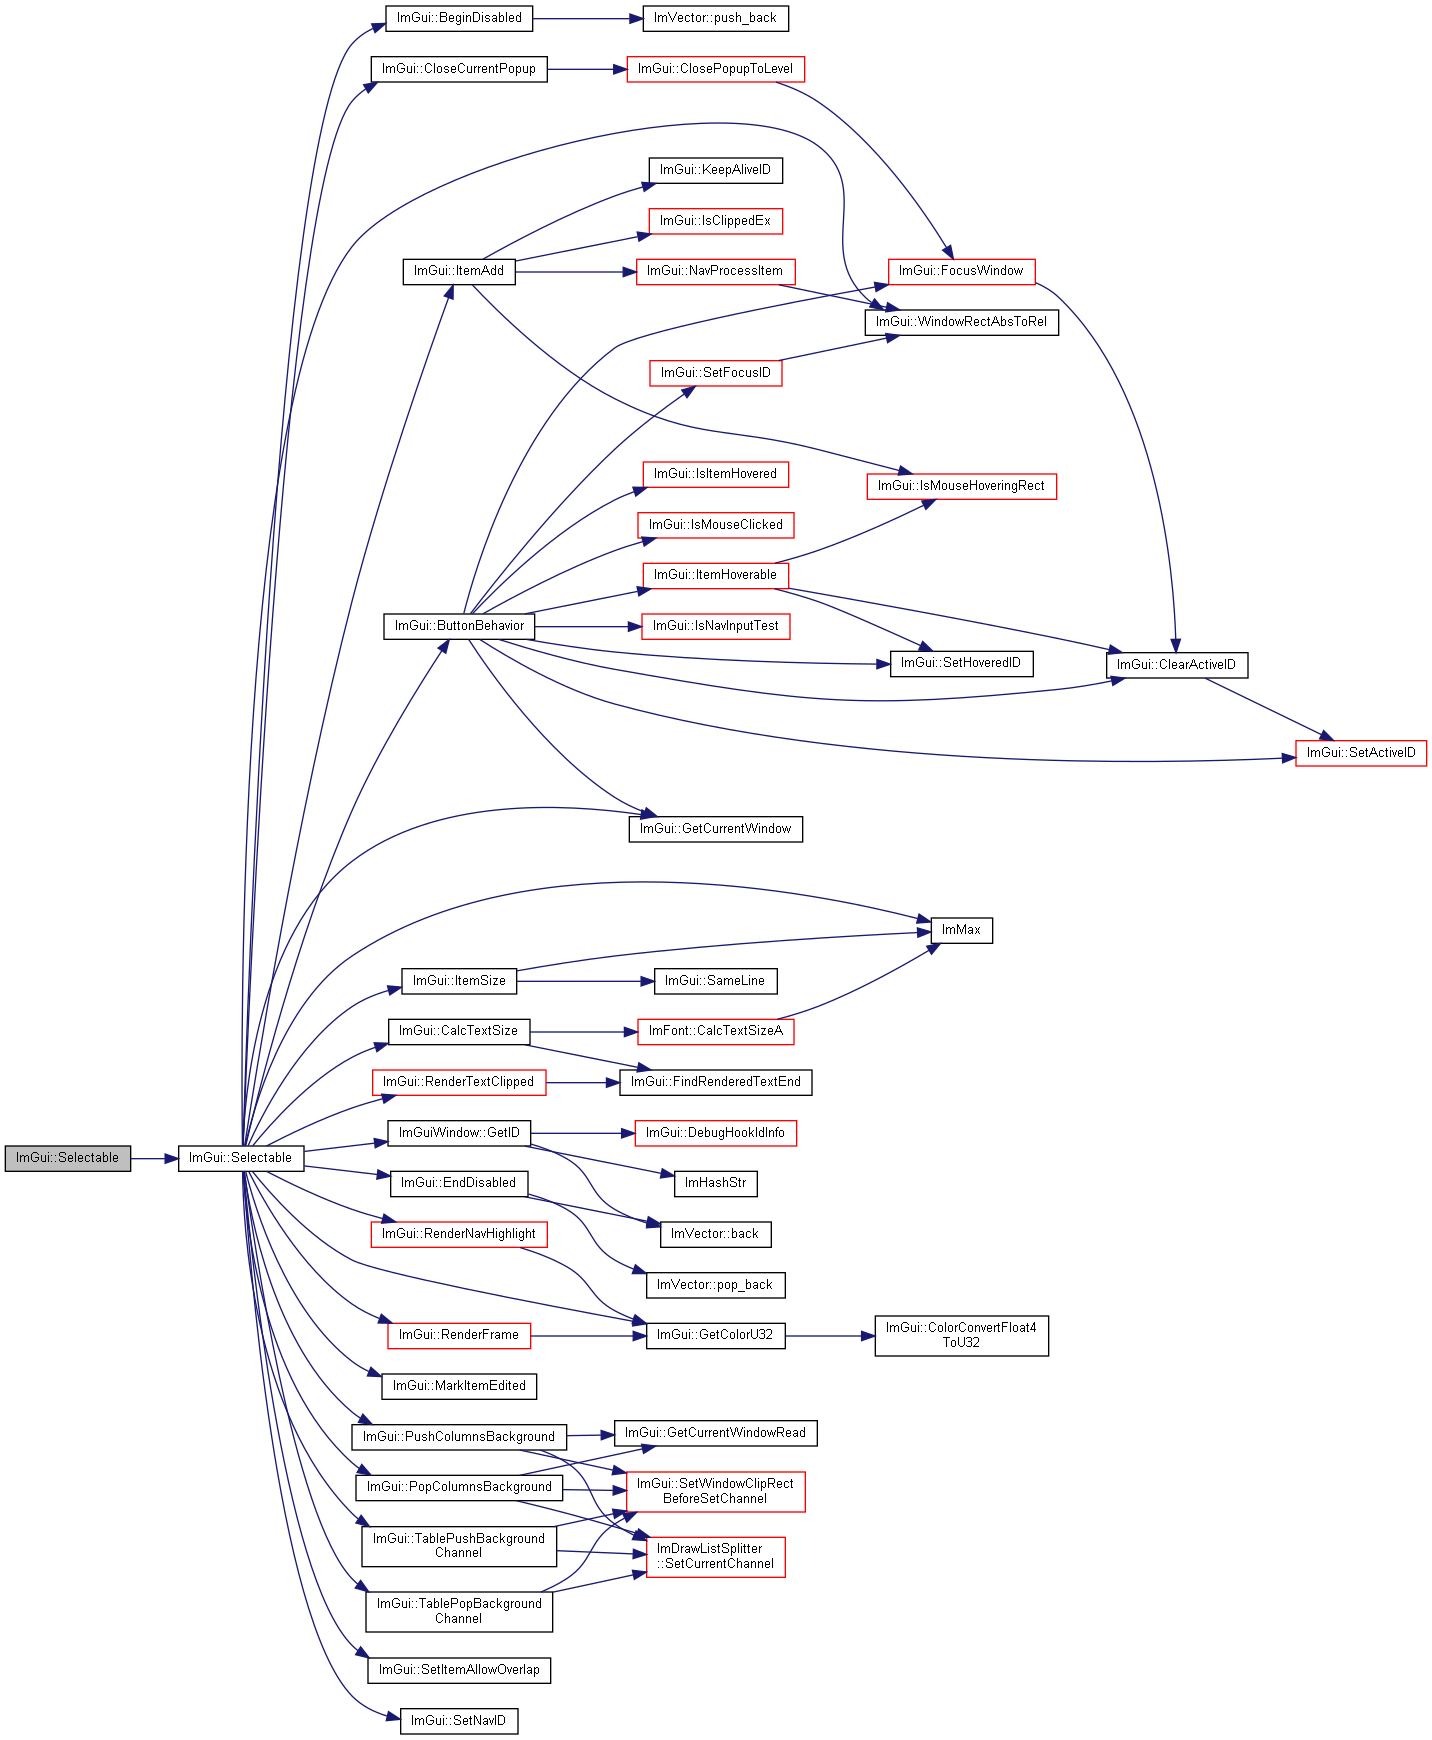 ImGui::BeginDisabled
ImVector::push_back
ImGui::CloseCurrentPopup
ImGui::ClosePopupToLevel
ImGui::KeepAliveID
ImGui::IsClippedEx
ImGui::ItemAdd
ImGui::NavProcessItem
ImGui::FocusWindow
ImGui::WindowRectAbsToRel
ImGui::SetFocusID
ImGui::IsItemHovered
ImGui::IsMouseHoveringRect
ImGui::IsMouseClicked
ImGui::ItemHoverable
ImGui::ButtonBehavior
ImGui::IsNavInputTest
ImGui::SetHoveredID
ImGui::ClearActiveID
ImGui::SetActiveID
ImGui::GetCurrentWindow
ImMax
ImGui::ItemSize
ImGui::SameLine
ImGui::CalcTextSize
ImFont::CalcTextSizeA
ImGui::RenderTextClipped
ImGui::FindRenderedTextEnd
ImGuiWindow::GetID
ImGui::DebugHookIdInfo
ImGui::Selectable
ImGui::Selectable
ImGui::EndDisabled
ImHashStr
ImGui::RenderNavHighlight
ImVector::back
ImVector::pop_back
ImGui::RenderFrame
ImGui::GetColorU32
ImGui::ColorConvertFloat4
ToU32
ImGui::MarkItemEdited
ImGui::PushColumnsBackground
ImGui::GetCurrentWindowRead
ImGui::PopColumnsBackground
ImGui::SetWindowClipRect
BeforeSetChannel
ImGui::TablePushBackground
Channel
ImDrawListSplitter
::SetCurrentChannel
ImGui::TablePopBackground
Channel
ImGui::SetItemAllowOverlap
ImGui::SetNavID